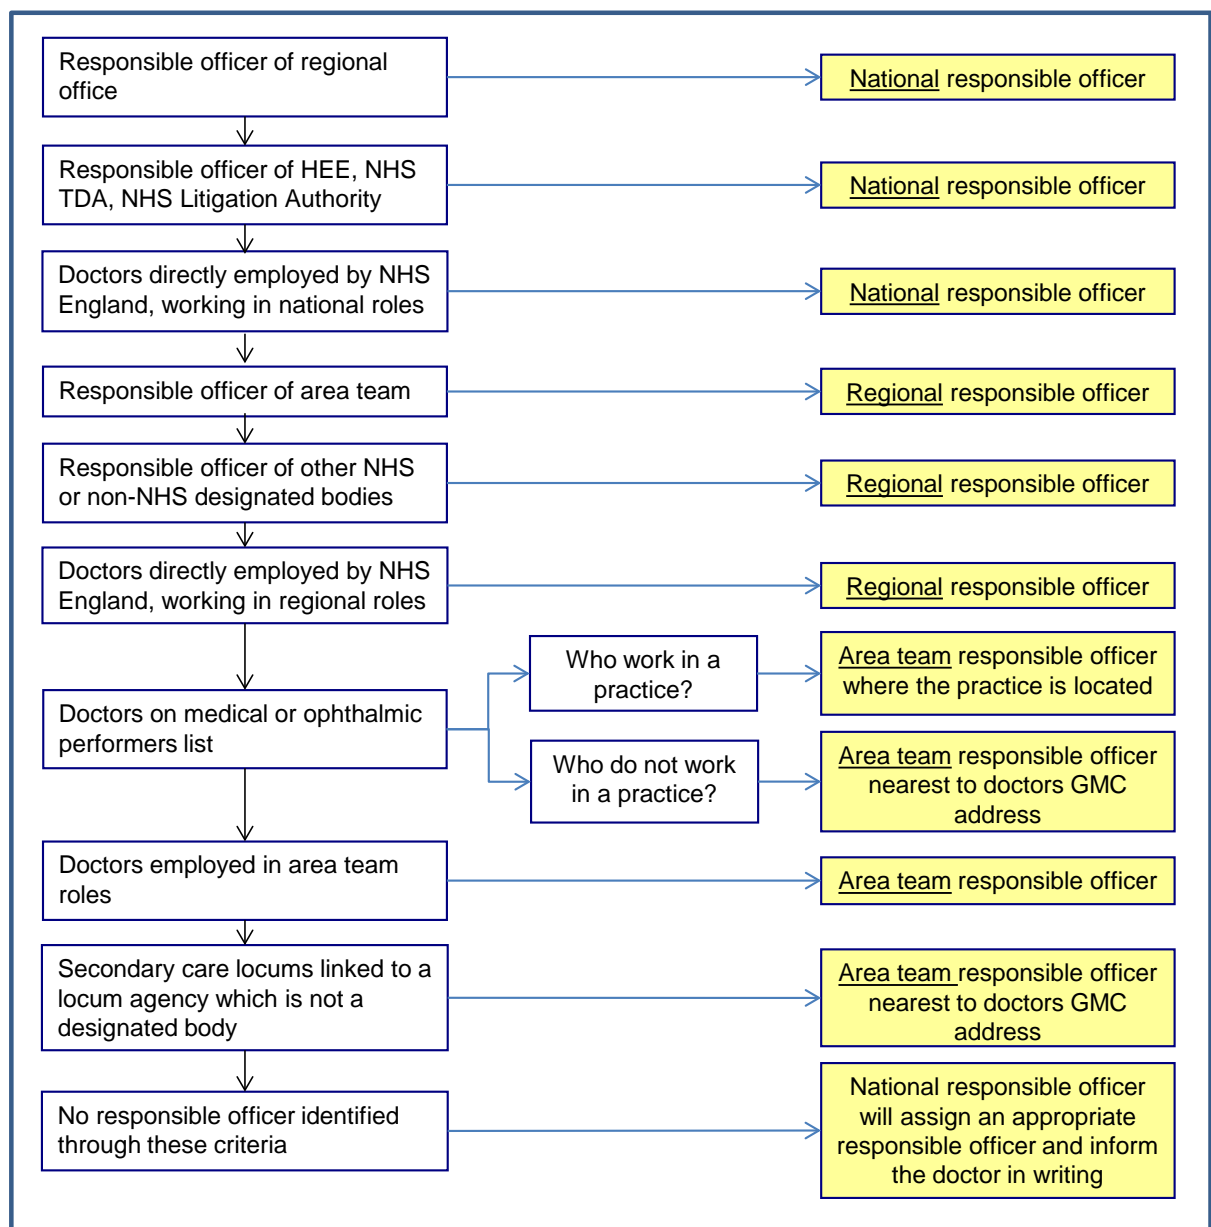 Responsible officer of regional
office
National responsible officer
Responsible officer of HEE, NHS
TDA, NHS Litigation Authority
National responsible officer
Doctors directly employed by NHS
England, working in national roles
National responsible officer
Responsible officer of area team
Regional responsible officer
Responsible officer of other NHS
or non-NHS designated bodies
Regional responsible officer
Doctors directly employed by NHS
England, working in regional roles
Regional responsible officer
Doctors on medical or ophthalmic
performers list
Who work in a
practice?
Area team responsible officer
where the practice is located
Who do not work
in a practice?
Area team responsible officer
nearest to doctors GMC
address
Doctors employed in area team
roles
Area team responsible officer
Secondary care locums linked to a
locum agency which is not a
designated body
Area team responsible officer
nearest to doctors GMC
address
No responsible officer identified
through these criteria
National responsible officer
will assign an appropriate
responsible officer and inform
the doctor in writing